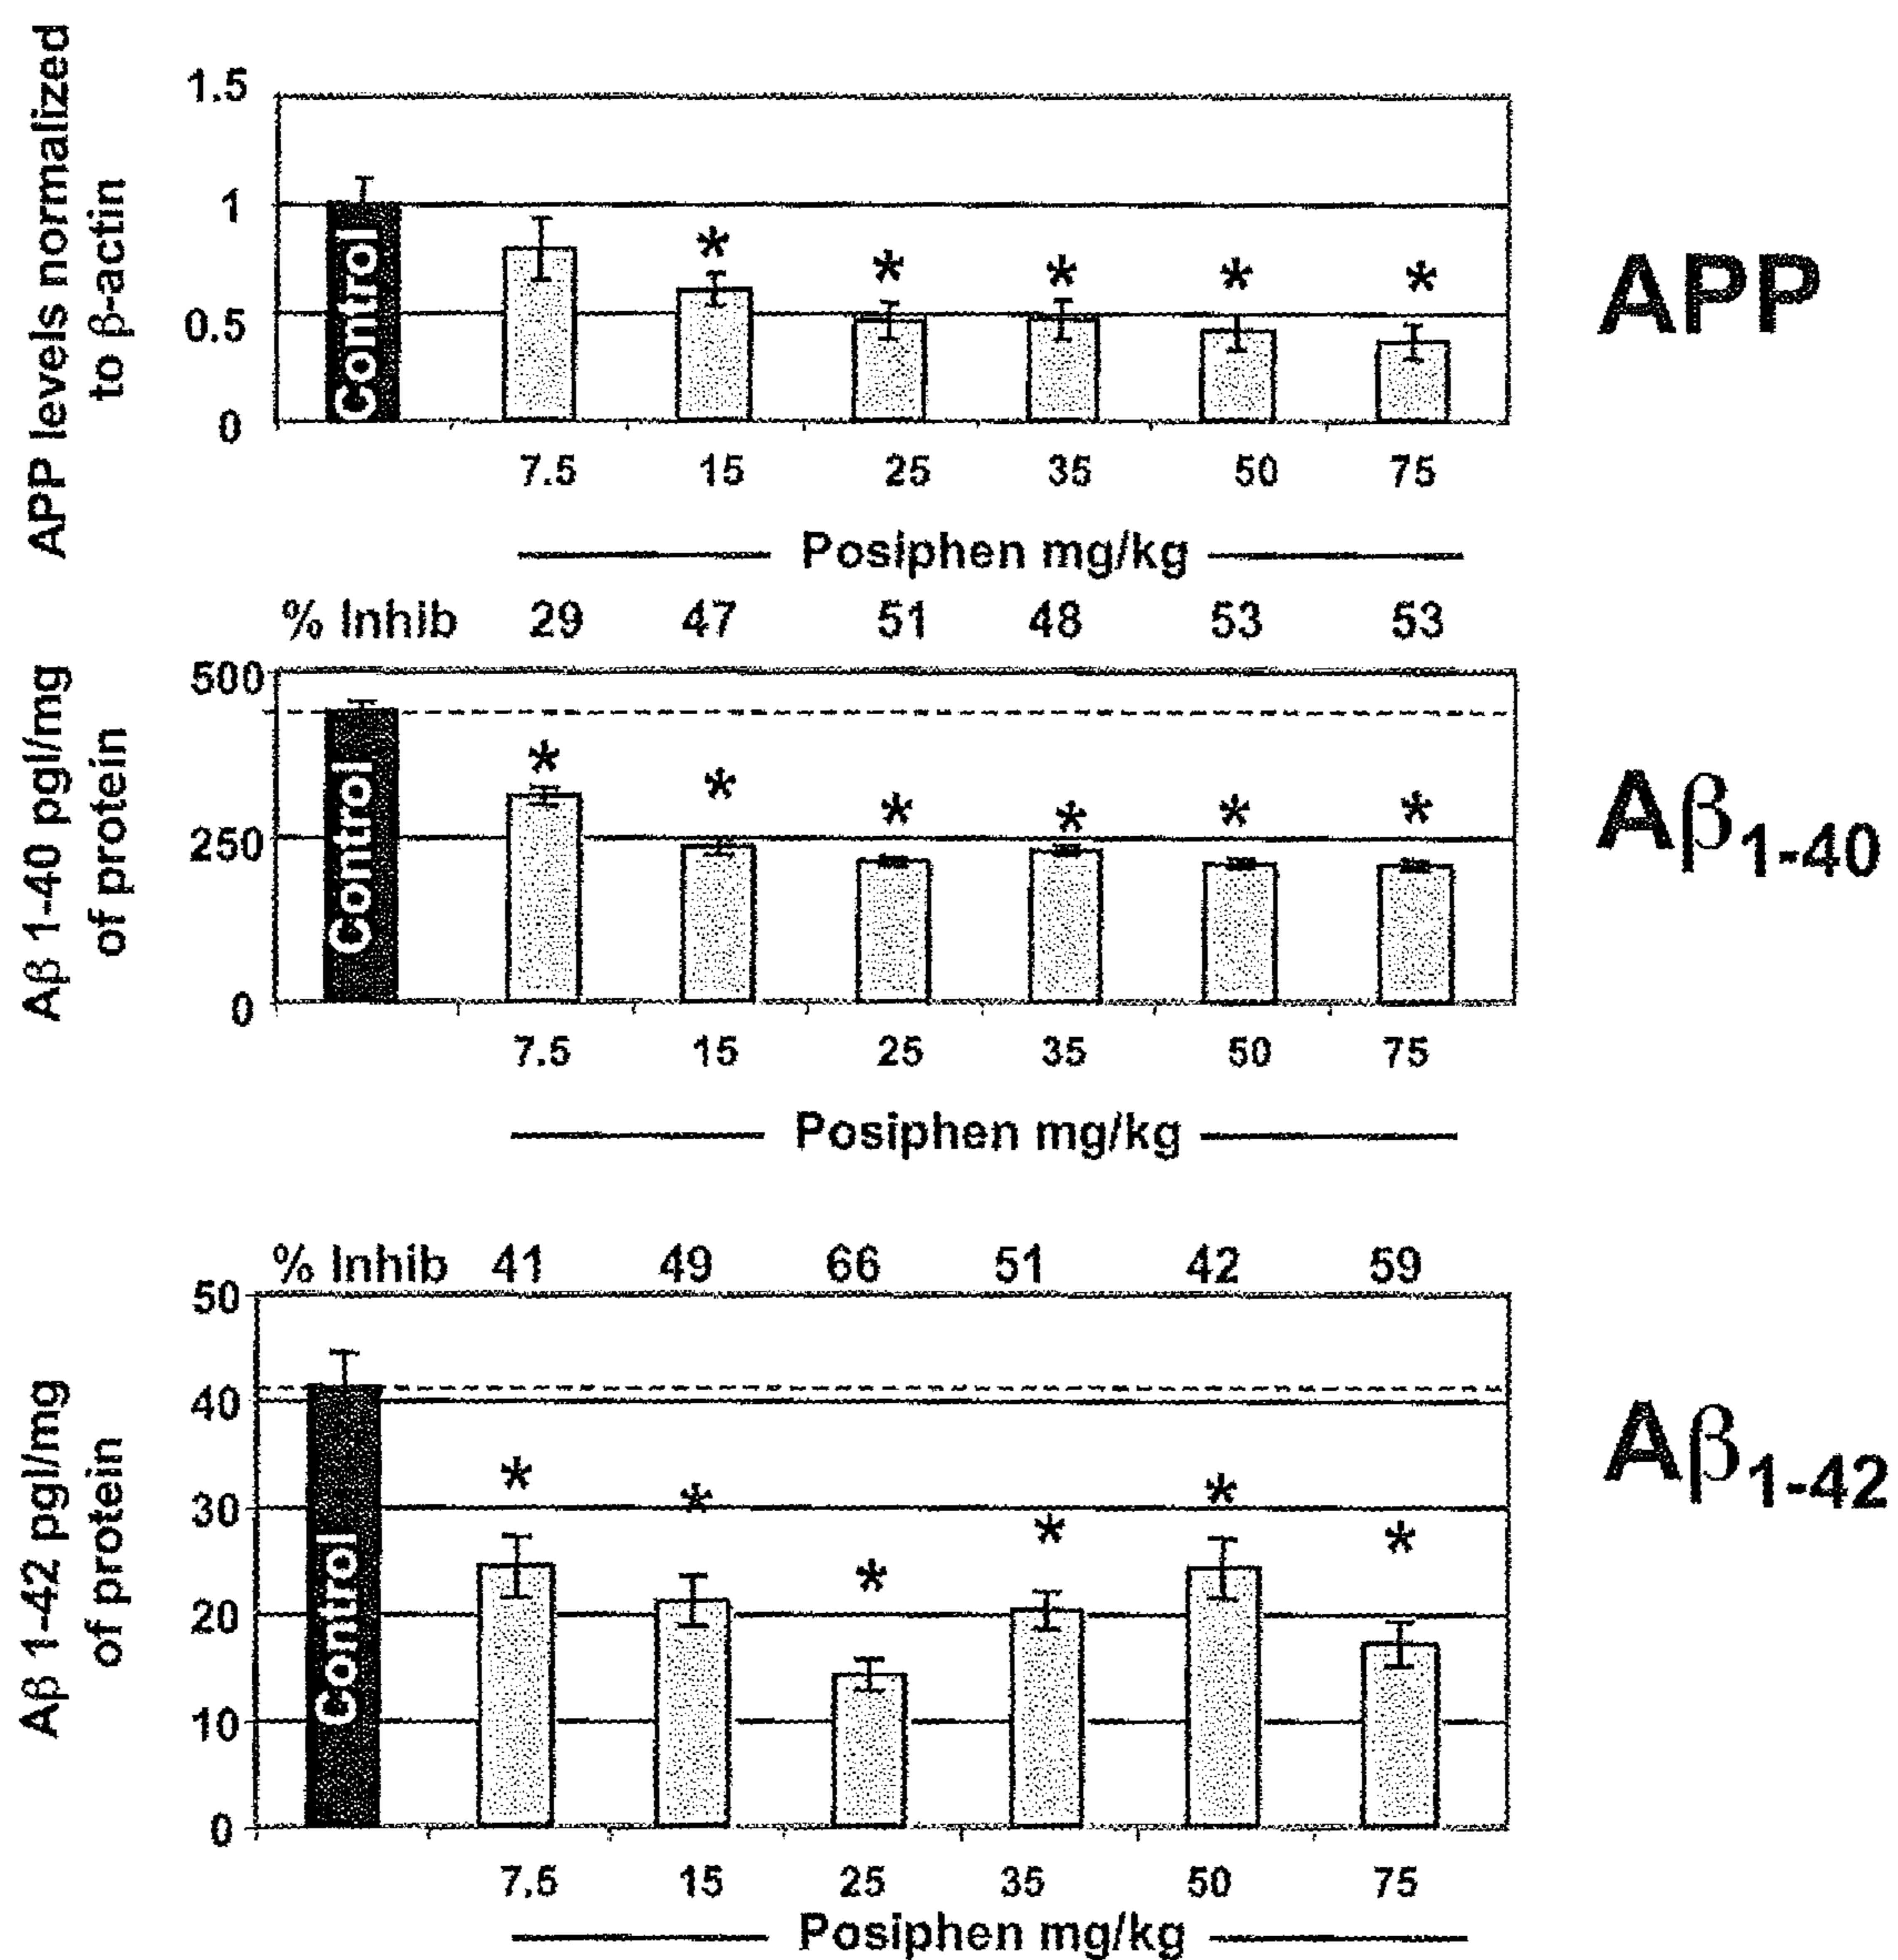 APP levels normalized
to β-actin
1.5
1
0.5
0
Control
*
*
*
*
*
7.5 15 25 35 50 75
Posiphen mg/kg
APP
% Inhib 29 47 51 48 53 53
Aβ 1-40 pgl/mg
of protein
500
250
0
Control
*
*
*
*
*
*
7.5 15 25 35 50 75
Posiphen mg/kg
Aβ1-40
% Inhib 41 49 66 51 42 59
Aβ 1-42 pgl/mg
of protein
50
40
30
20
10
0
Control
*
*
*
*
*
*
7.5 15 25 35 50 75
Posiphen mg/kg
Aβ1-42